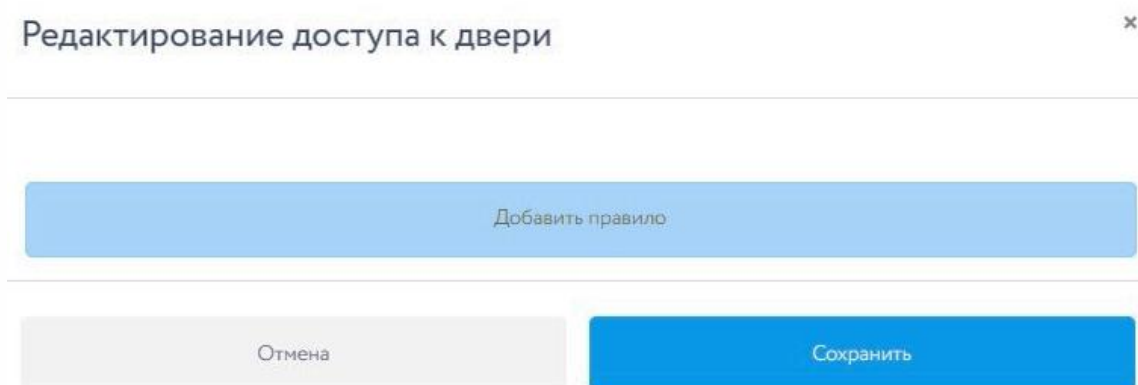 Редактирование доступа к двери
×
Добавить правило
Отмена
Сохранить